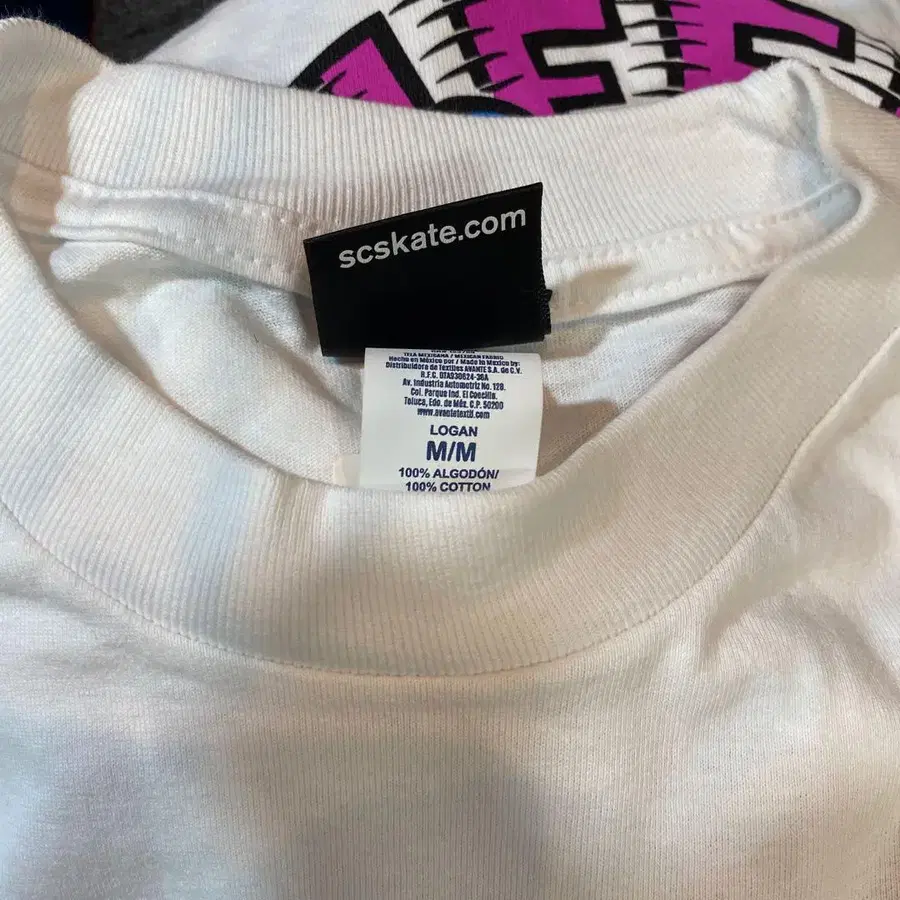 scskate.com
TELA MEXICANA / MEXICAN FABRIC
Hecho en México por / Made in Mexico by:
Distribuidora de Textiles AVANTE S.A. de C.V.
R.F.C. DTA930624-36A
Av. Industria Automotriz No. 128.
Col. Parque Ind. El Coecillo.
Toluca, Edo. de Méx. C.P. 50200
www.avantetextil.com
LOGAN
M/M
100% ALGODÓN/
100% COTTON